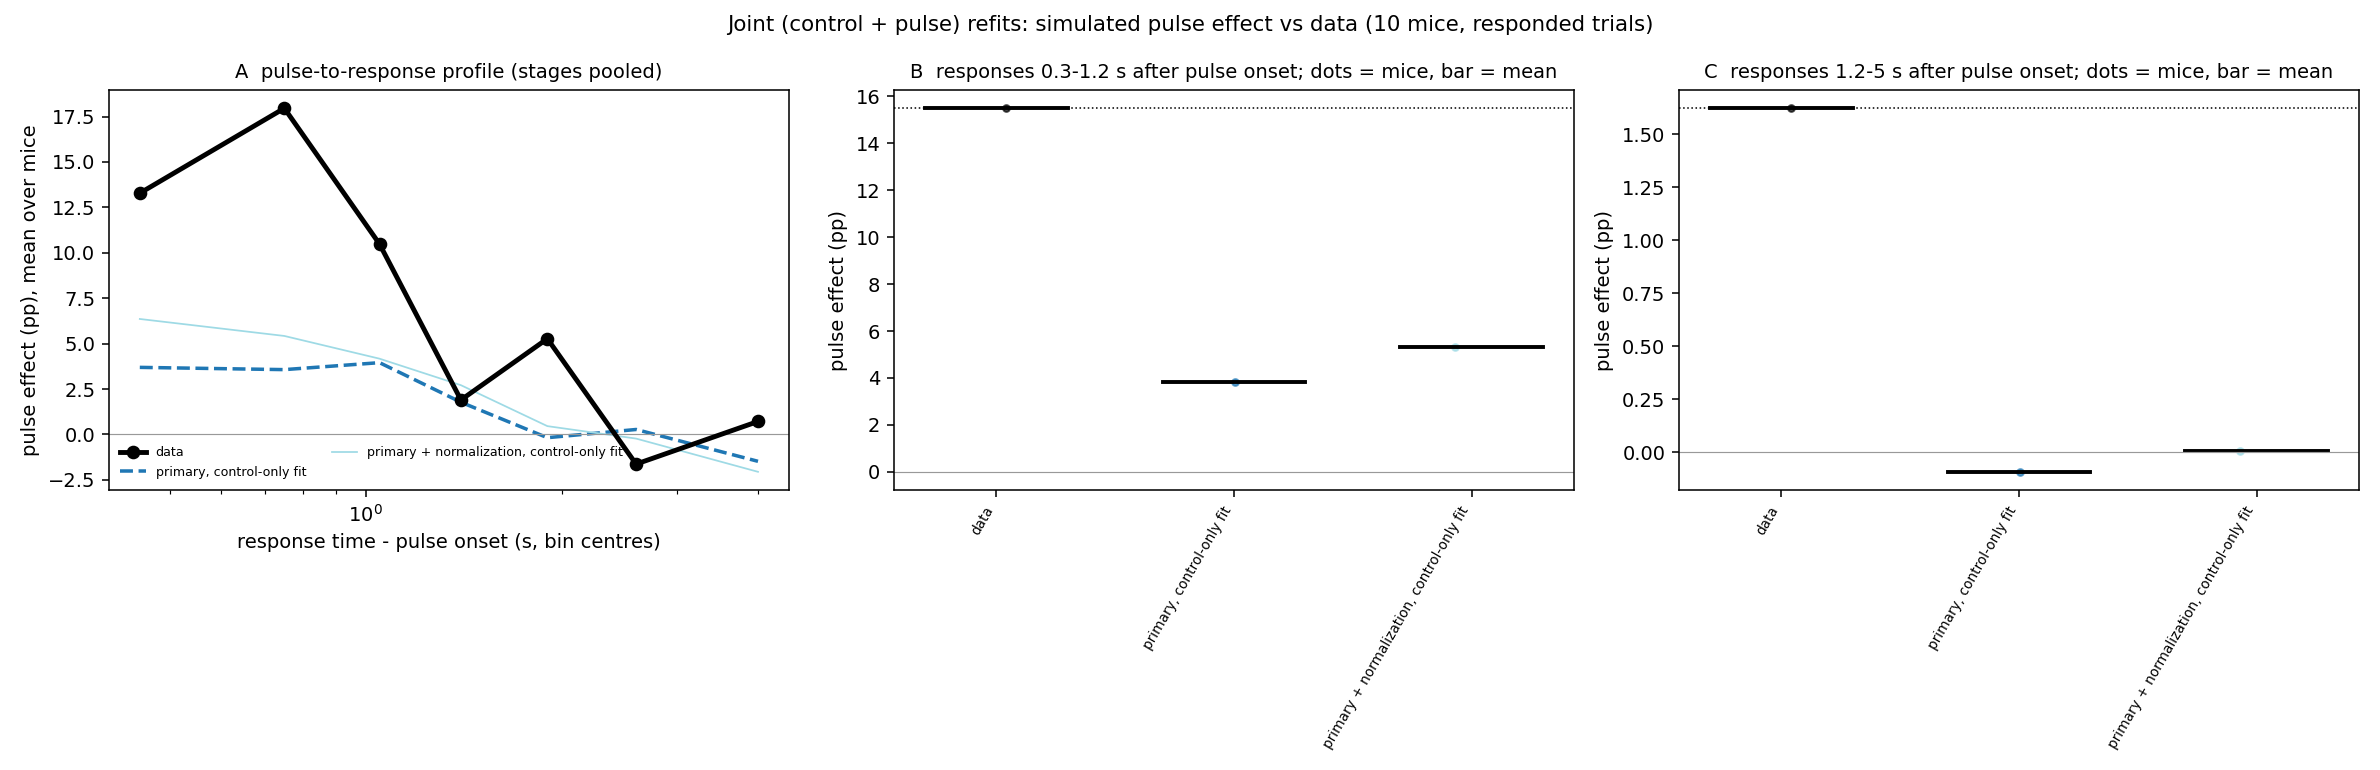 Joint (control + pulse) refits: simulated pulse effect vs data (10 mice, responded trials)
A  pulse-to-response profile (stages pooled)
pulse effect (pp), mean over mice
17.5
15.0
12.5
10.0
7.5
5.0
2.5
0.0
−2.5
data
primary, control-only fit
primary + normalization, control-only fit
10⁰
response time - pulse onset (s, bin centres)
B  responses 0.3-1.2 s after pulse onset; dots = mice, bar = mean
pulse effect (pp)
16
14
12
10
8
6
4
2
0
data
primary, control-only fit
primary + normalization, control-only fit
C  responses 1.2-5 s after pulse onset; dots = mice, bar = mean
pulse effect (pp)
1.50
1.25
1.00
0.75
0.50
0.25
0.00
data
primary, control-only fit
primary + normalization, control-only fit